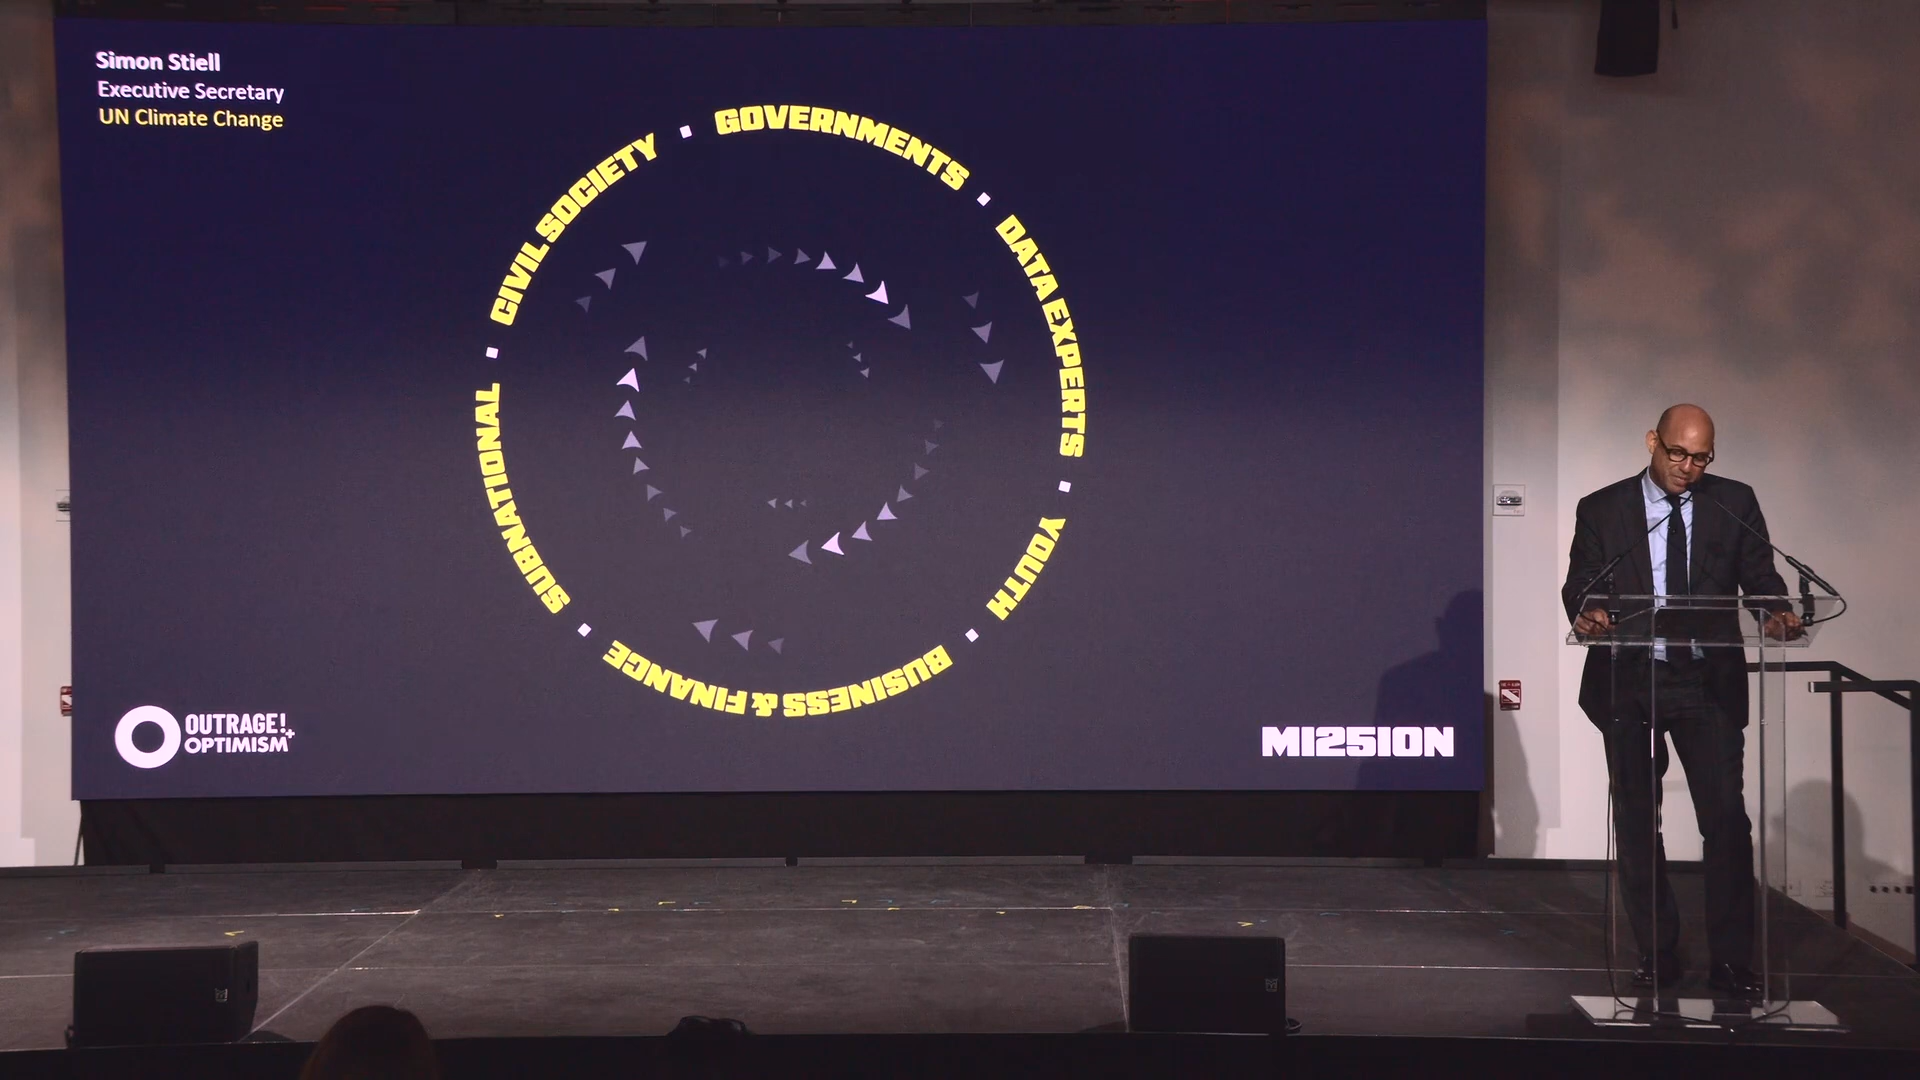 Simon Stiell
Executive Secretary
UN Climate Change
GOVERNMENTS
DATA EXPERTS
YOUTH
BUSINESS & FINANCE
SUBNATIONAL
CIVIL SOCIETY
OUTRAGE!
+OPTIMISM
MI25ION